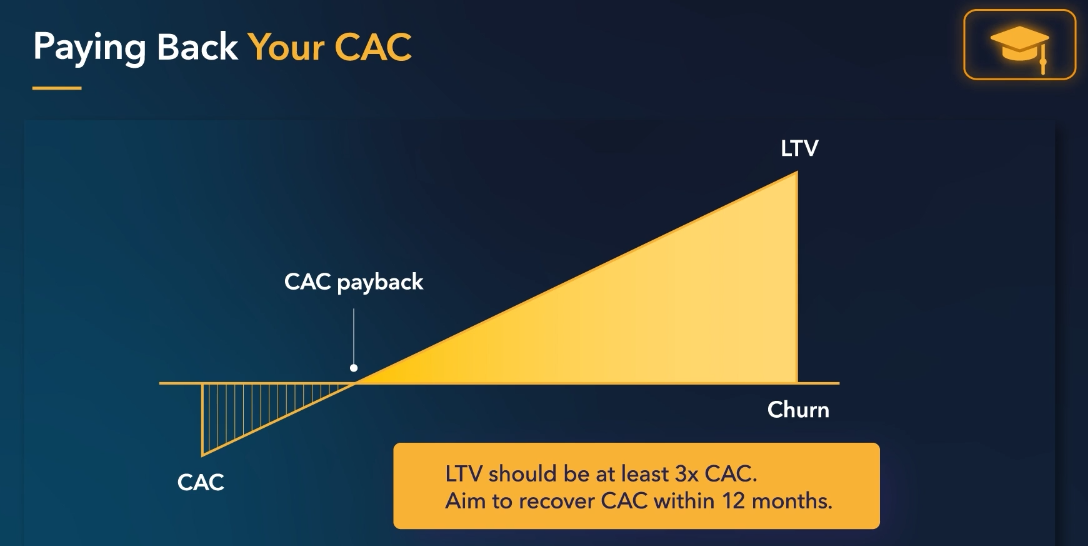 Paying Back Your CAC
LTV
CAC payback
Churn
CAC
LTV should be at least 3x CAC.
Aim to recover CAC within 12 months.